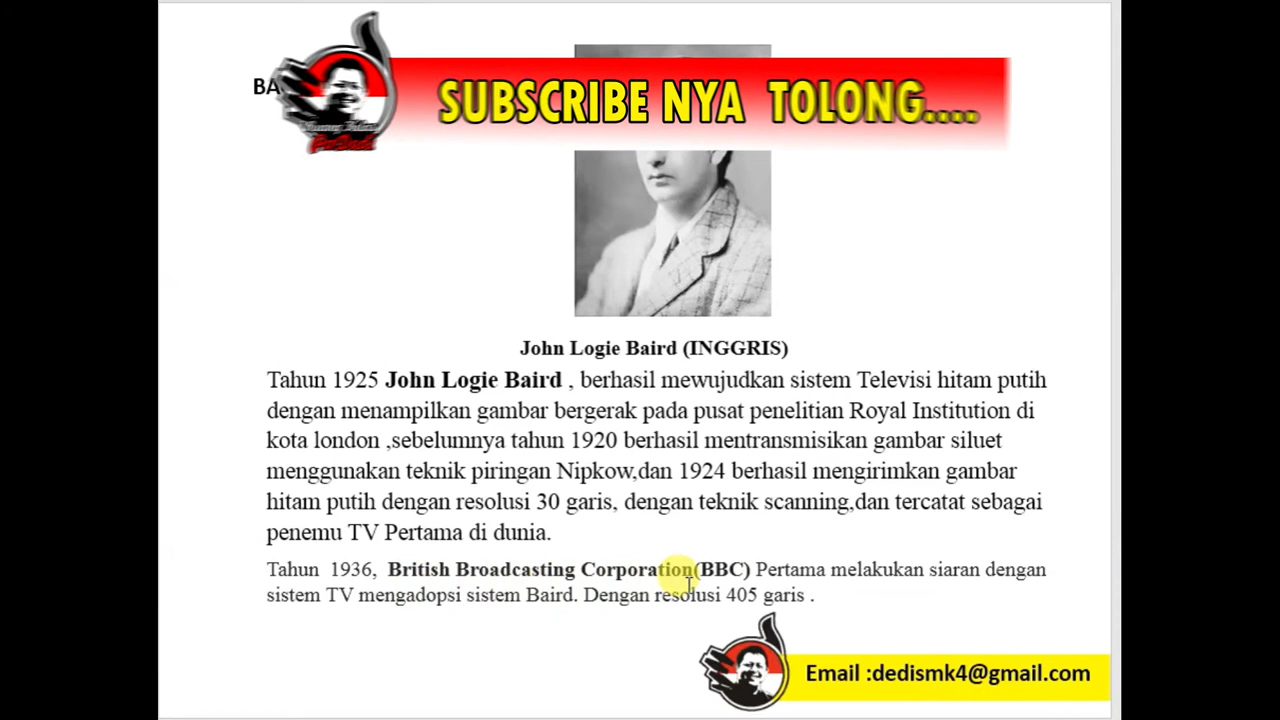 BA
SUBSCRIBE NYA TOLONG....
John Logie Baird (INGGRIS)
Tahun 1925 John Logie Baird , berhasil mewujudkan sistem Televisi hitam putih
dengan menampilkan gambar bergerak pada pusat penelitian Royal Institution di
kota london ,sebelumnya tahun 1920 berhasil mentransmisikan gambar siluet
menggunakan teknik piringan Nipkow,dan 1924 berhasil mengirimkan gambar
hitam putih dengan resolusi 30 garis, dengan teknik scanning,dan tercatat sebagai
penemu TV Pertama di dunia.
Tahun 1936, British Broadcasting Corporation(BBC) Pertama melakukan siaran dengan
sistem TV mengadopsi sistem Baird. Dengan resolusi 405 garis .
Email :dedismk4@gmail.com